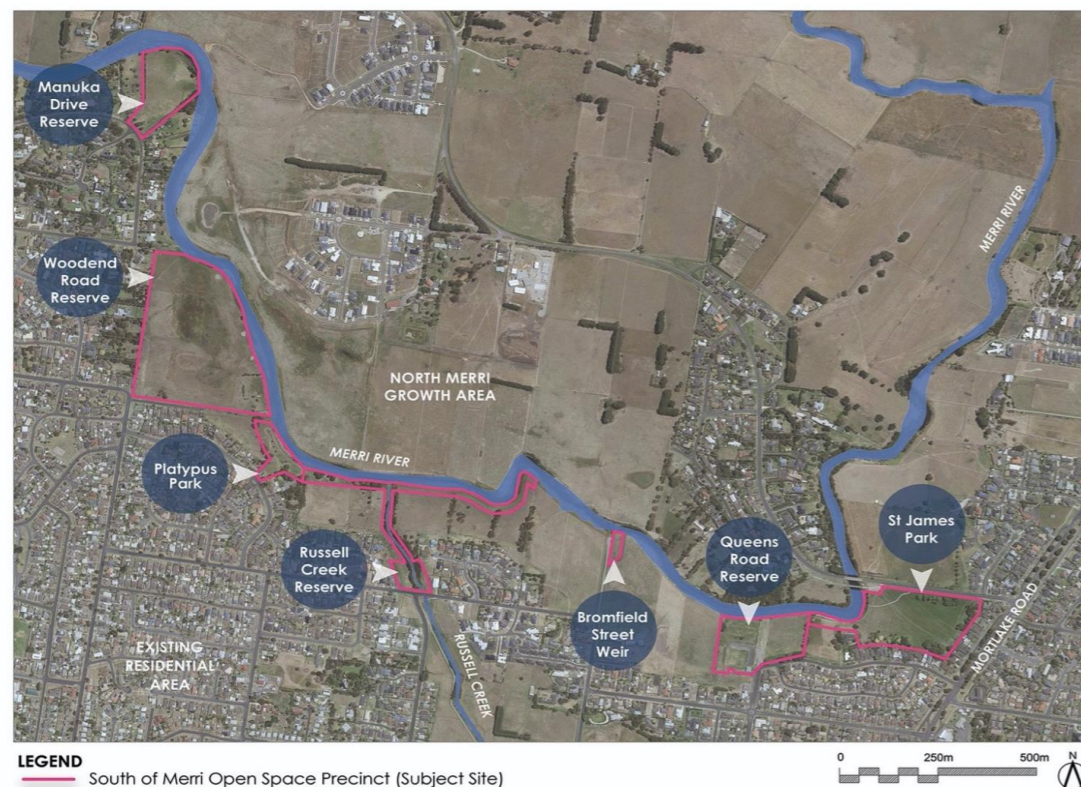 Manuka
Drive
Reserve
Woodend
Road
Reserve
MERRI RIVER
NORTH MERRI
GROWTH AREA
MERRI RIVER
Platypus
Park
Russell
Creek
Reserve
Bromfield
Street
Weir
Queens
Road
Reserve
St James
Park
EXISTING
RESIDENTIAL
AREA
RUSSELL CREEK
MORTLAKE ROAD
LEGEND
South of Merri Open Space Precinct (Subject Site)
0 250m 500m
N